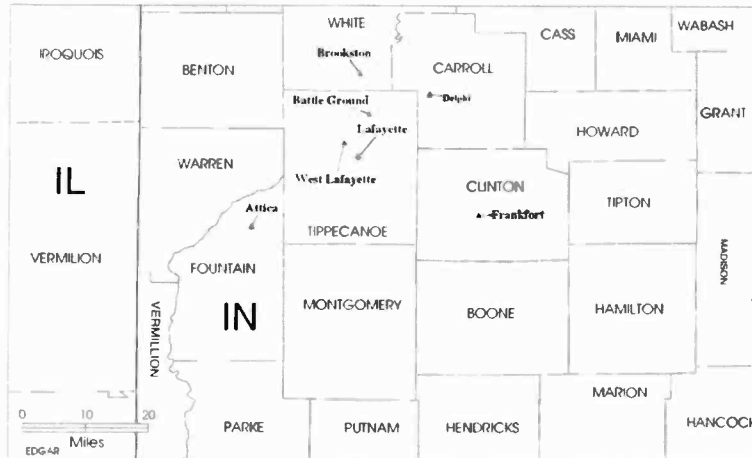 WHITE
CASS
MIAMI
WABASH
IROQUOIS
BENTON
Brookston
CARROLL
Battle Ground
Delphi
Lafayette
HOWARD
GRANT
WARREN
IL
West Lafayette
CLINTON
TIPTON
Attica
Frankfort
TIPPECANOE
VERMILION
FOUNTAIN
MADISON
MONTGOMERY
BOONE
HAMILTON
VERMILLION
IN
MARION
0 10 20
Miles
EDGAR
PARKE
PUTNAM
HENDRICKS
HANCOCK